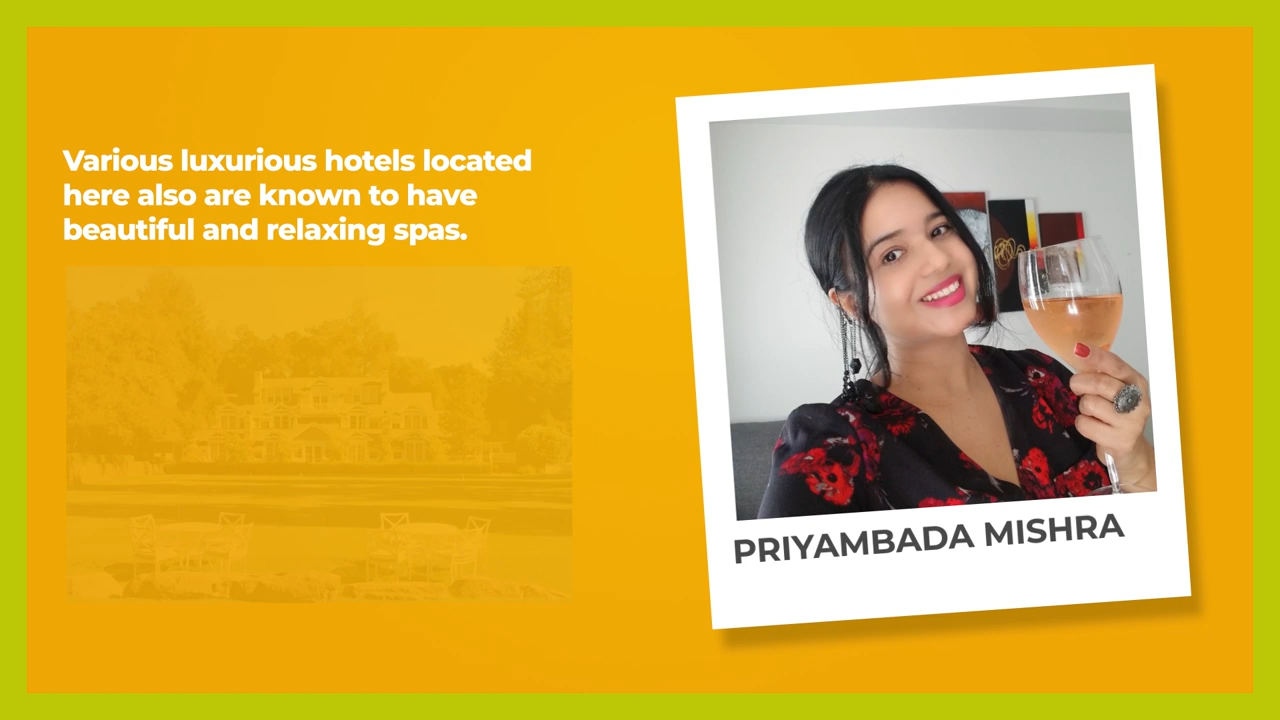 Various luxurious hotels located
here also are known to have
beautiful and relaxing spas.
PRIYAMBADA MISHRA